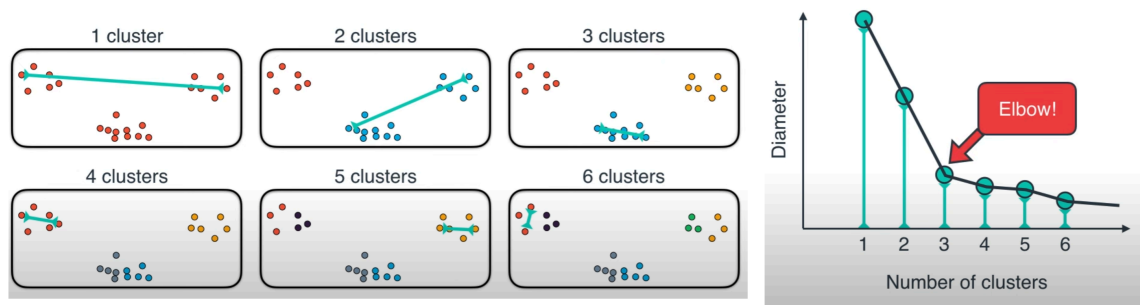 1 cluster
2 clusters
3 clusters
4 clusters
5 clusters
6 clusters
Diameter
Elbow!
1 2 3 4 5 6
Number of clusters